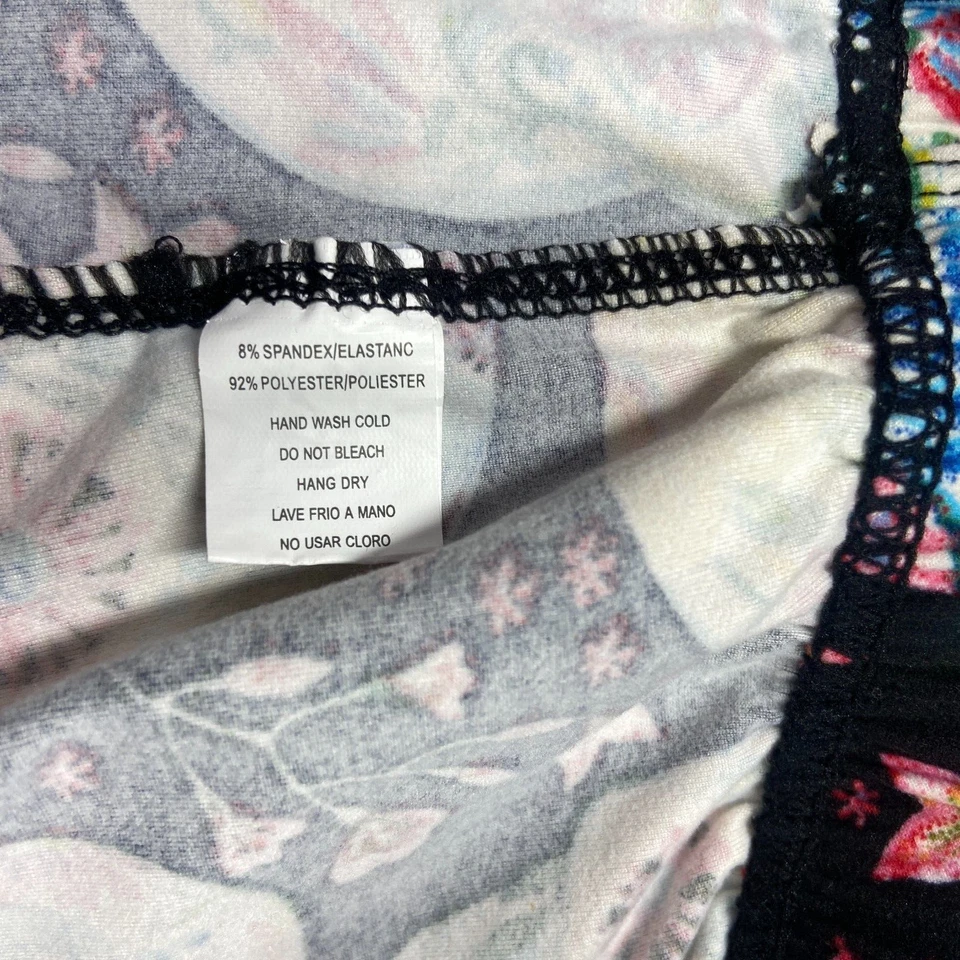 8% SPANDEX/ELASTANC
92% POLYESTER/POLIESTER
HAND WASH COLD
DO NOT BLEACH
HANG DRY
LAVE FRIO A MANO
NO USAR CLORO